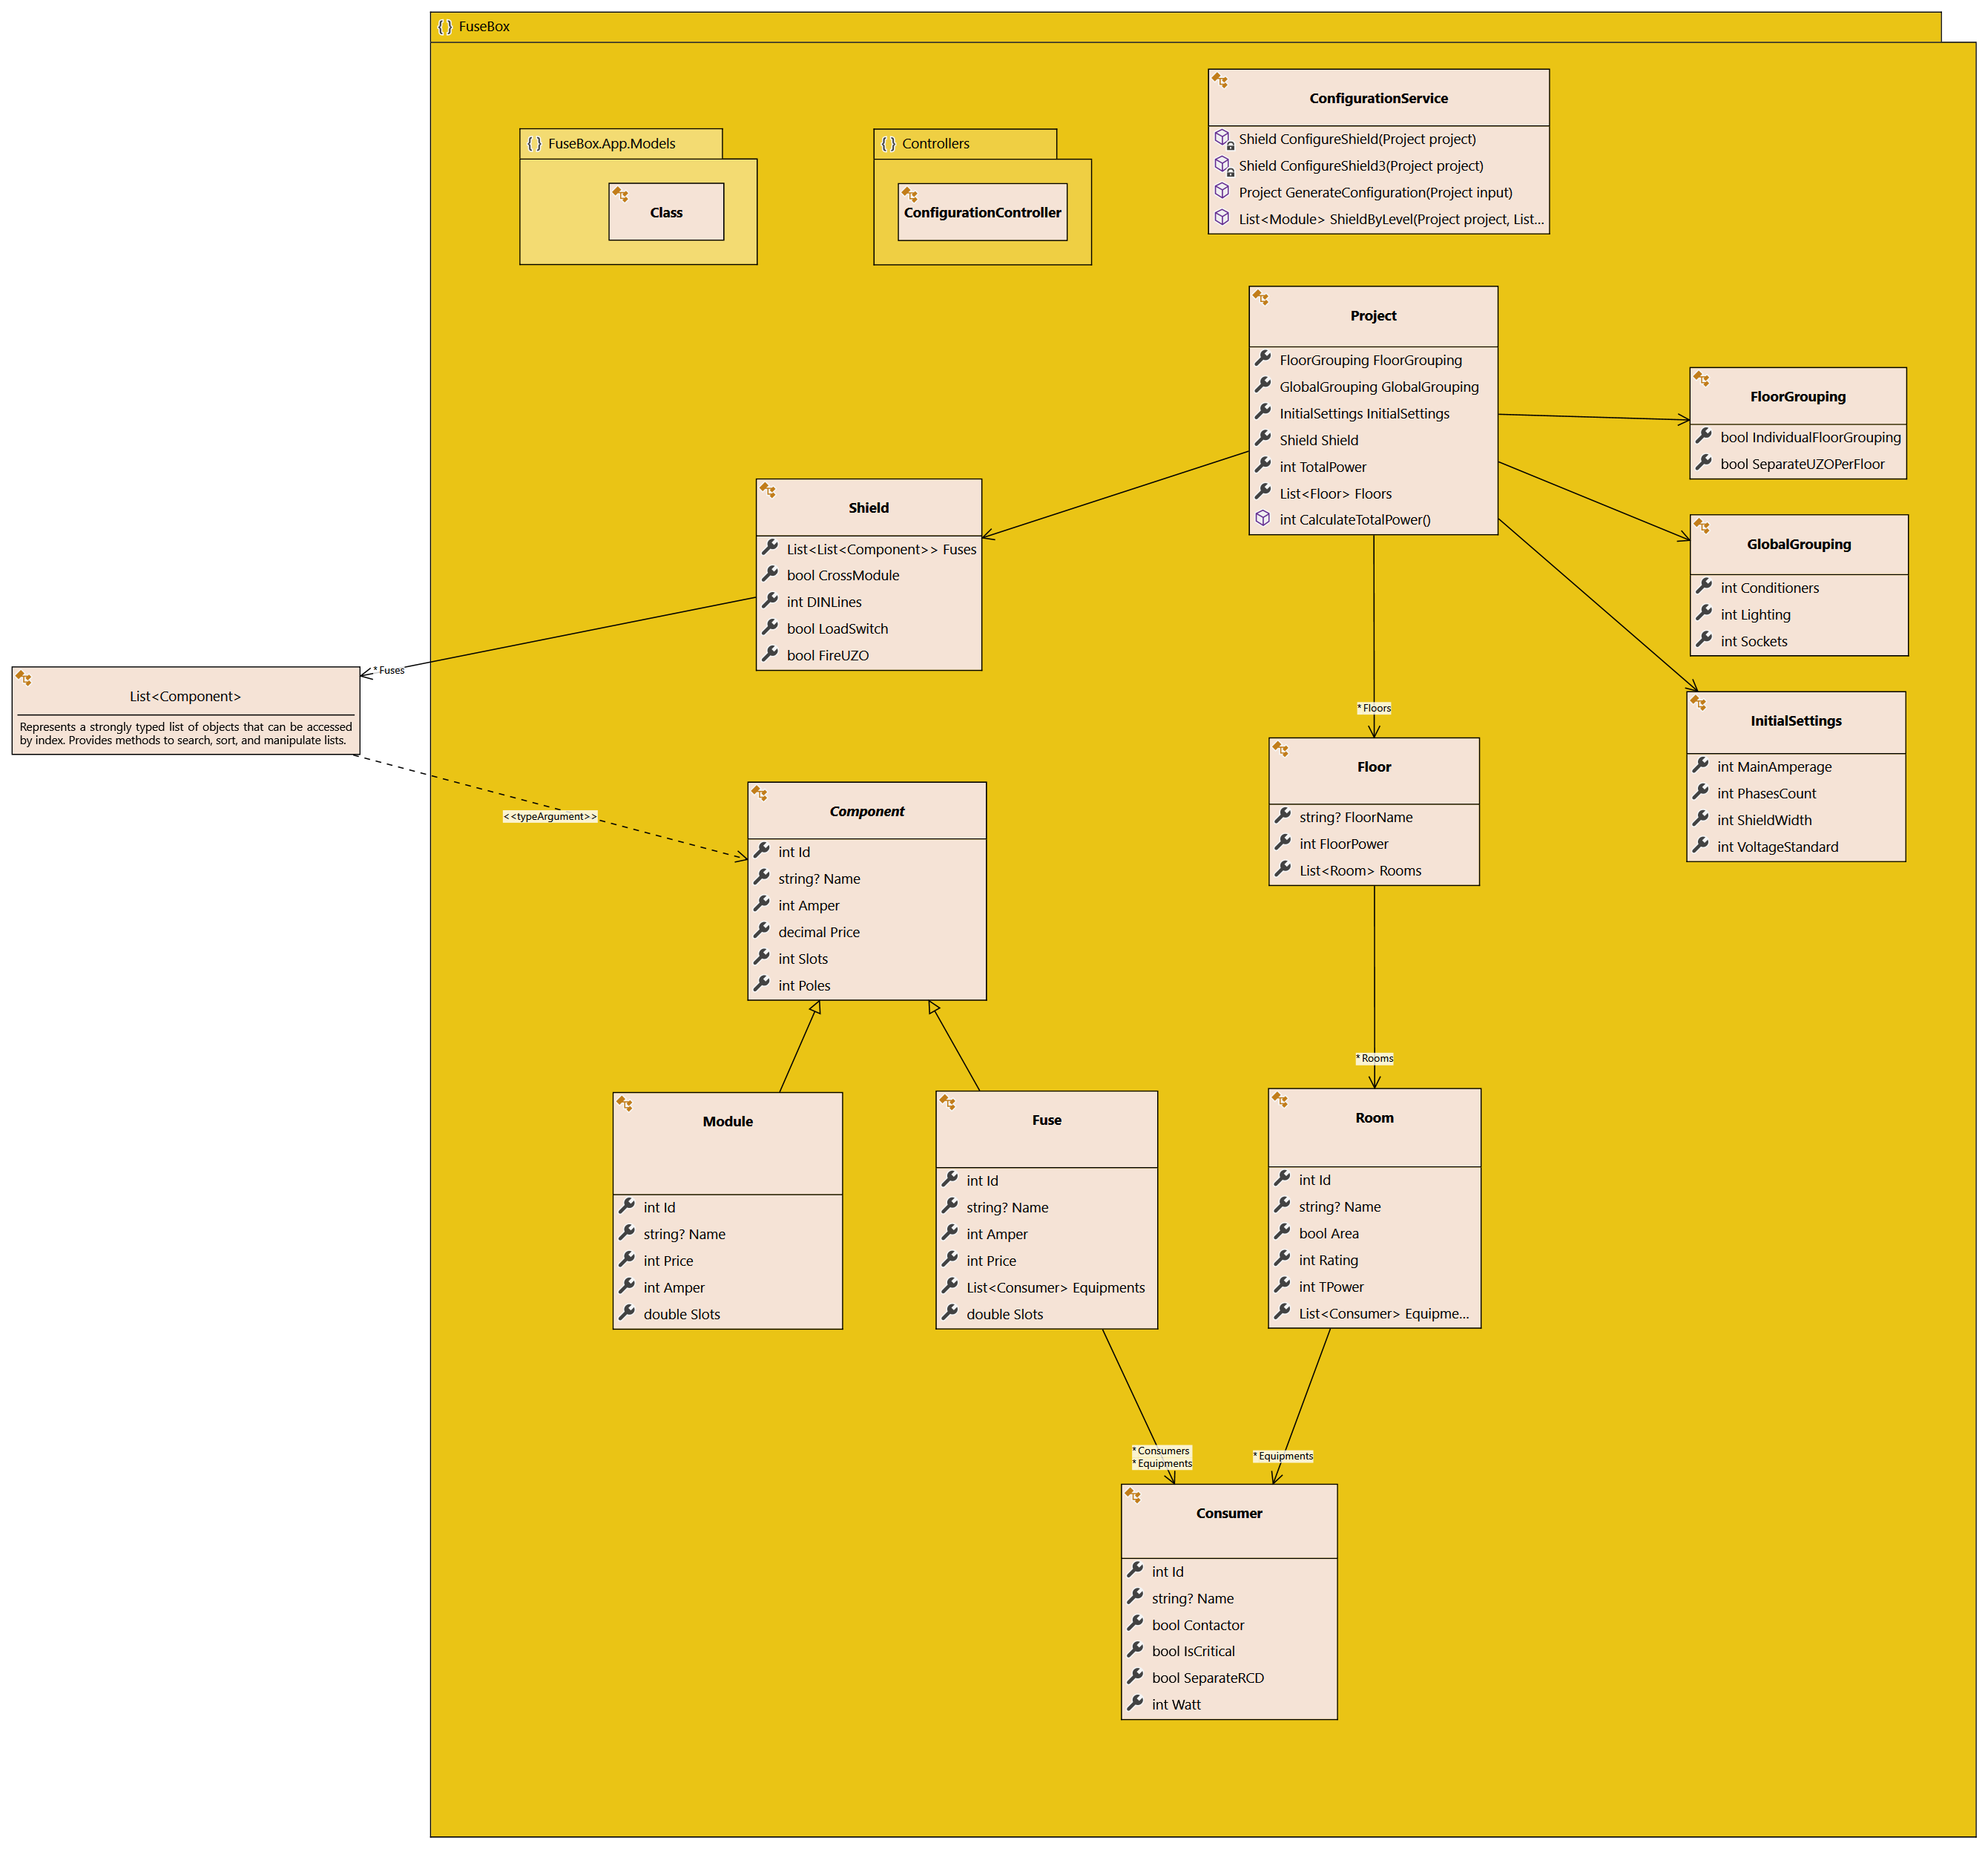 { } FuseBox
ConfigurationService
Shield ConfigureShield(Project project)
Shield ConfigureShield3(Project project)
Project GenerateConfiguration(Project input)
List<Module> ShieldByLevel(Project project, List...
{ } FuseBox.App.Models
Class
{ } Controllers
ConfigurationController
Project
FloorGrouping FloorGrouping
GlobalGrouping GlobalGrouping
InitialSettings InitialSettings
Shield Shield
int TotalPower
List<Floor> Floors
int CalculateTotalPower()
FloorGrouping
bool IndividualFloorGrouping
bool SeparateUZOPerFloor
Shield
List<List<Component>> Fuses
bool CrossModule
int DINLines
bool LoadSwitch
bool FireUZO
GlobalGrouping
int Conditioners
int Lighting
int Sockets
* Fuses
List<Component>
Represents a strongly typed list of objects that can be accessed
by index. Provides methods to search, sort, and manipulate lists.
* Floors
InitialSettings
int MainAmperage
int PhasesCount
int ShieldWidth
int VoltageStandard
<<typeArgument>>
Component
int Id
string? Name
int Amper
decimal Price
int Slots
int Poles
Floor
string? FloorName
int FloorPower
List<Room> Rooms
* Rooms
Module
int Id
string? Name
int Price
int Amper
double Slots
Fuse
int Id
string? Name
int Amper
int Price
List<Consumer> Equipments
double Slots
Room
int Id
string? Name
bool Area
int Rating
int TPower
List<Consumer> Equipme...
* Consumers
* Equipments
* Equipments
Consumer
int Id
string? Name
bool Contactor
bool IsCritical
bool SeparateRCD
int Watt